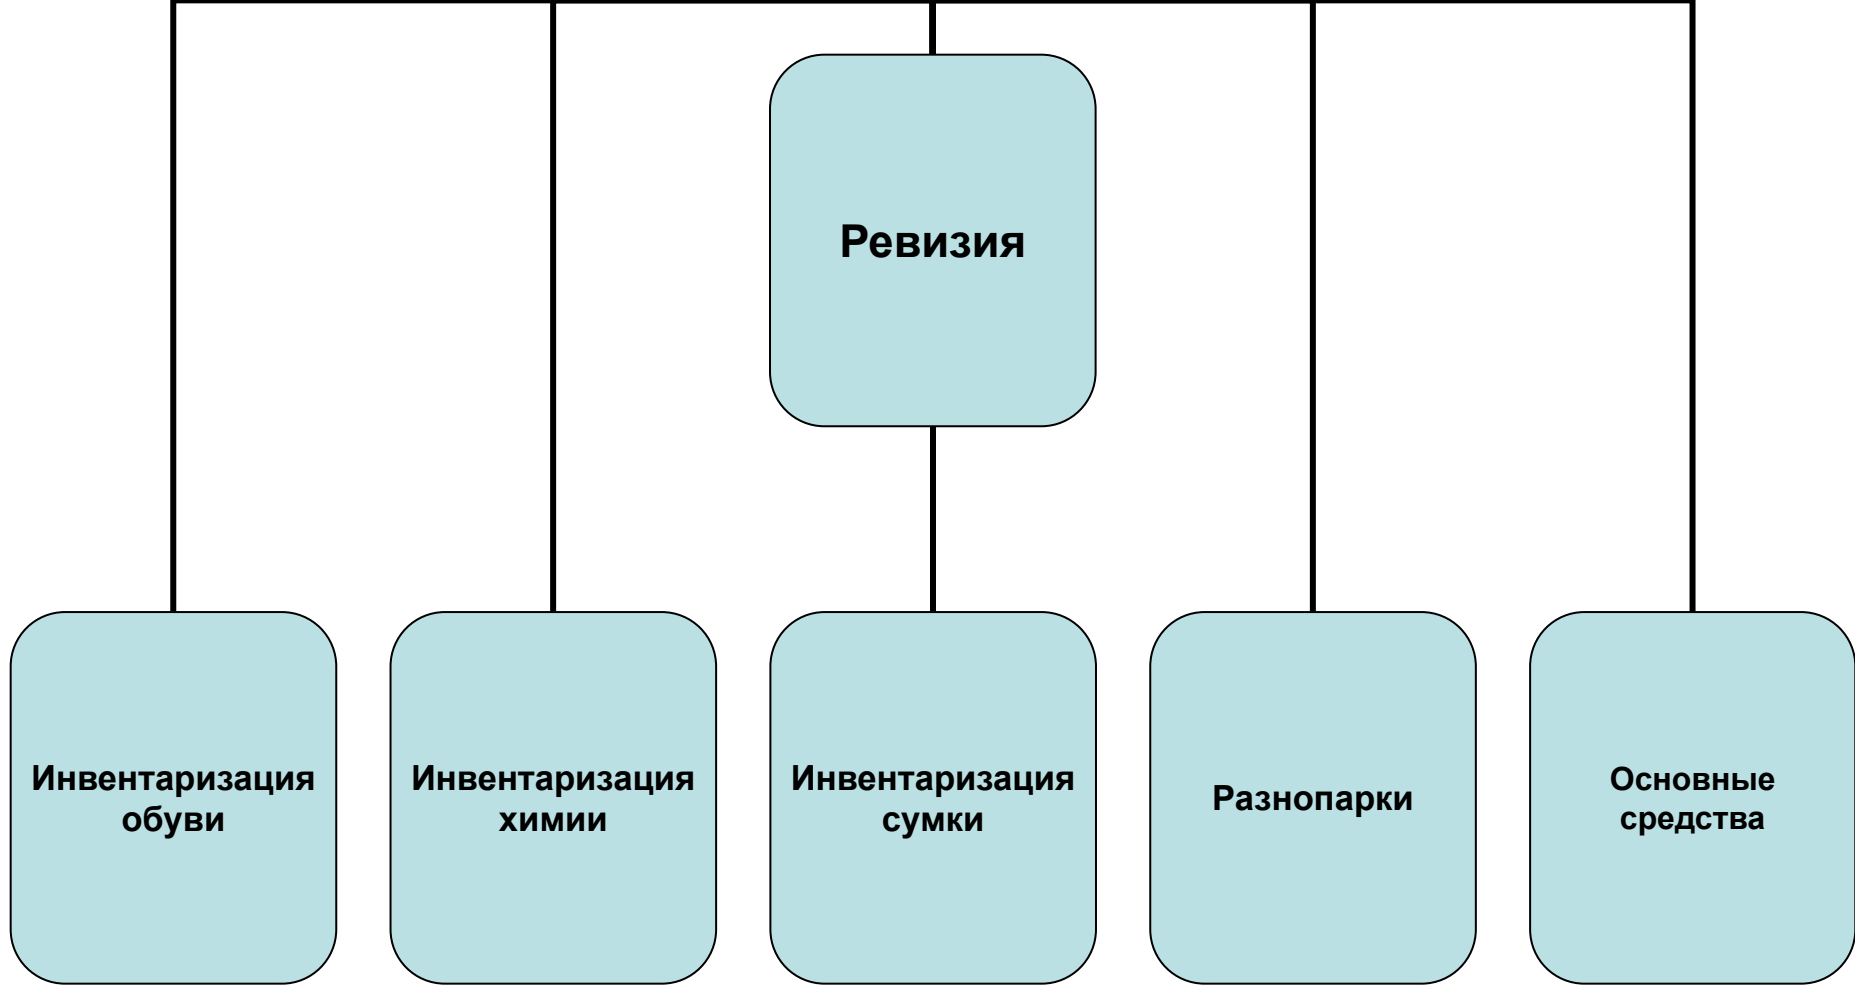 Ревизия
Инвентаризация
обуви
Инвентаризация
химии
Инвентаризация
сумки
Разнопарки
Основные
средства